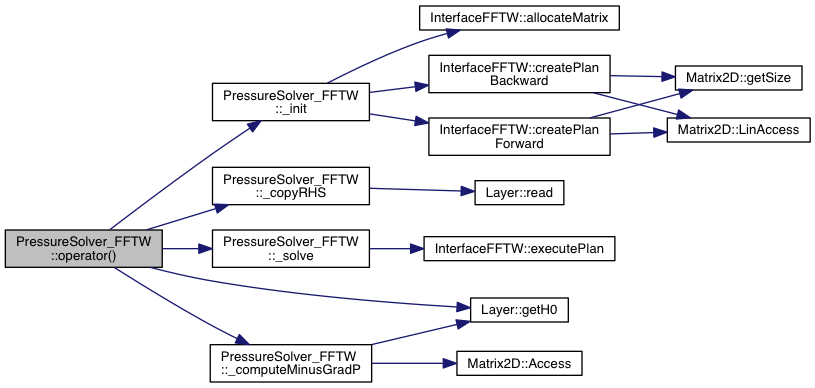 PressureSolver_FFTW
::operator()
PressureSolver_FFTW
::_init
PressureSolver_FFTW
::_copyRHS
PressureSolver_FFTW
::_solve
PressureSolver_FFTW
::_computeMinusGradP
InterfaceFFTW::allocateMatrix
InterfaceFFTW::createPlan
Backward
InterfaceFFTW::createPlan
Forward
Layer::read
InterfaceFFTW::executePlan
Layer::getH0
Matrix2D::Access
Matrix2D::getSize
Matrix2D::LinAccess